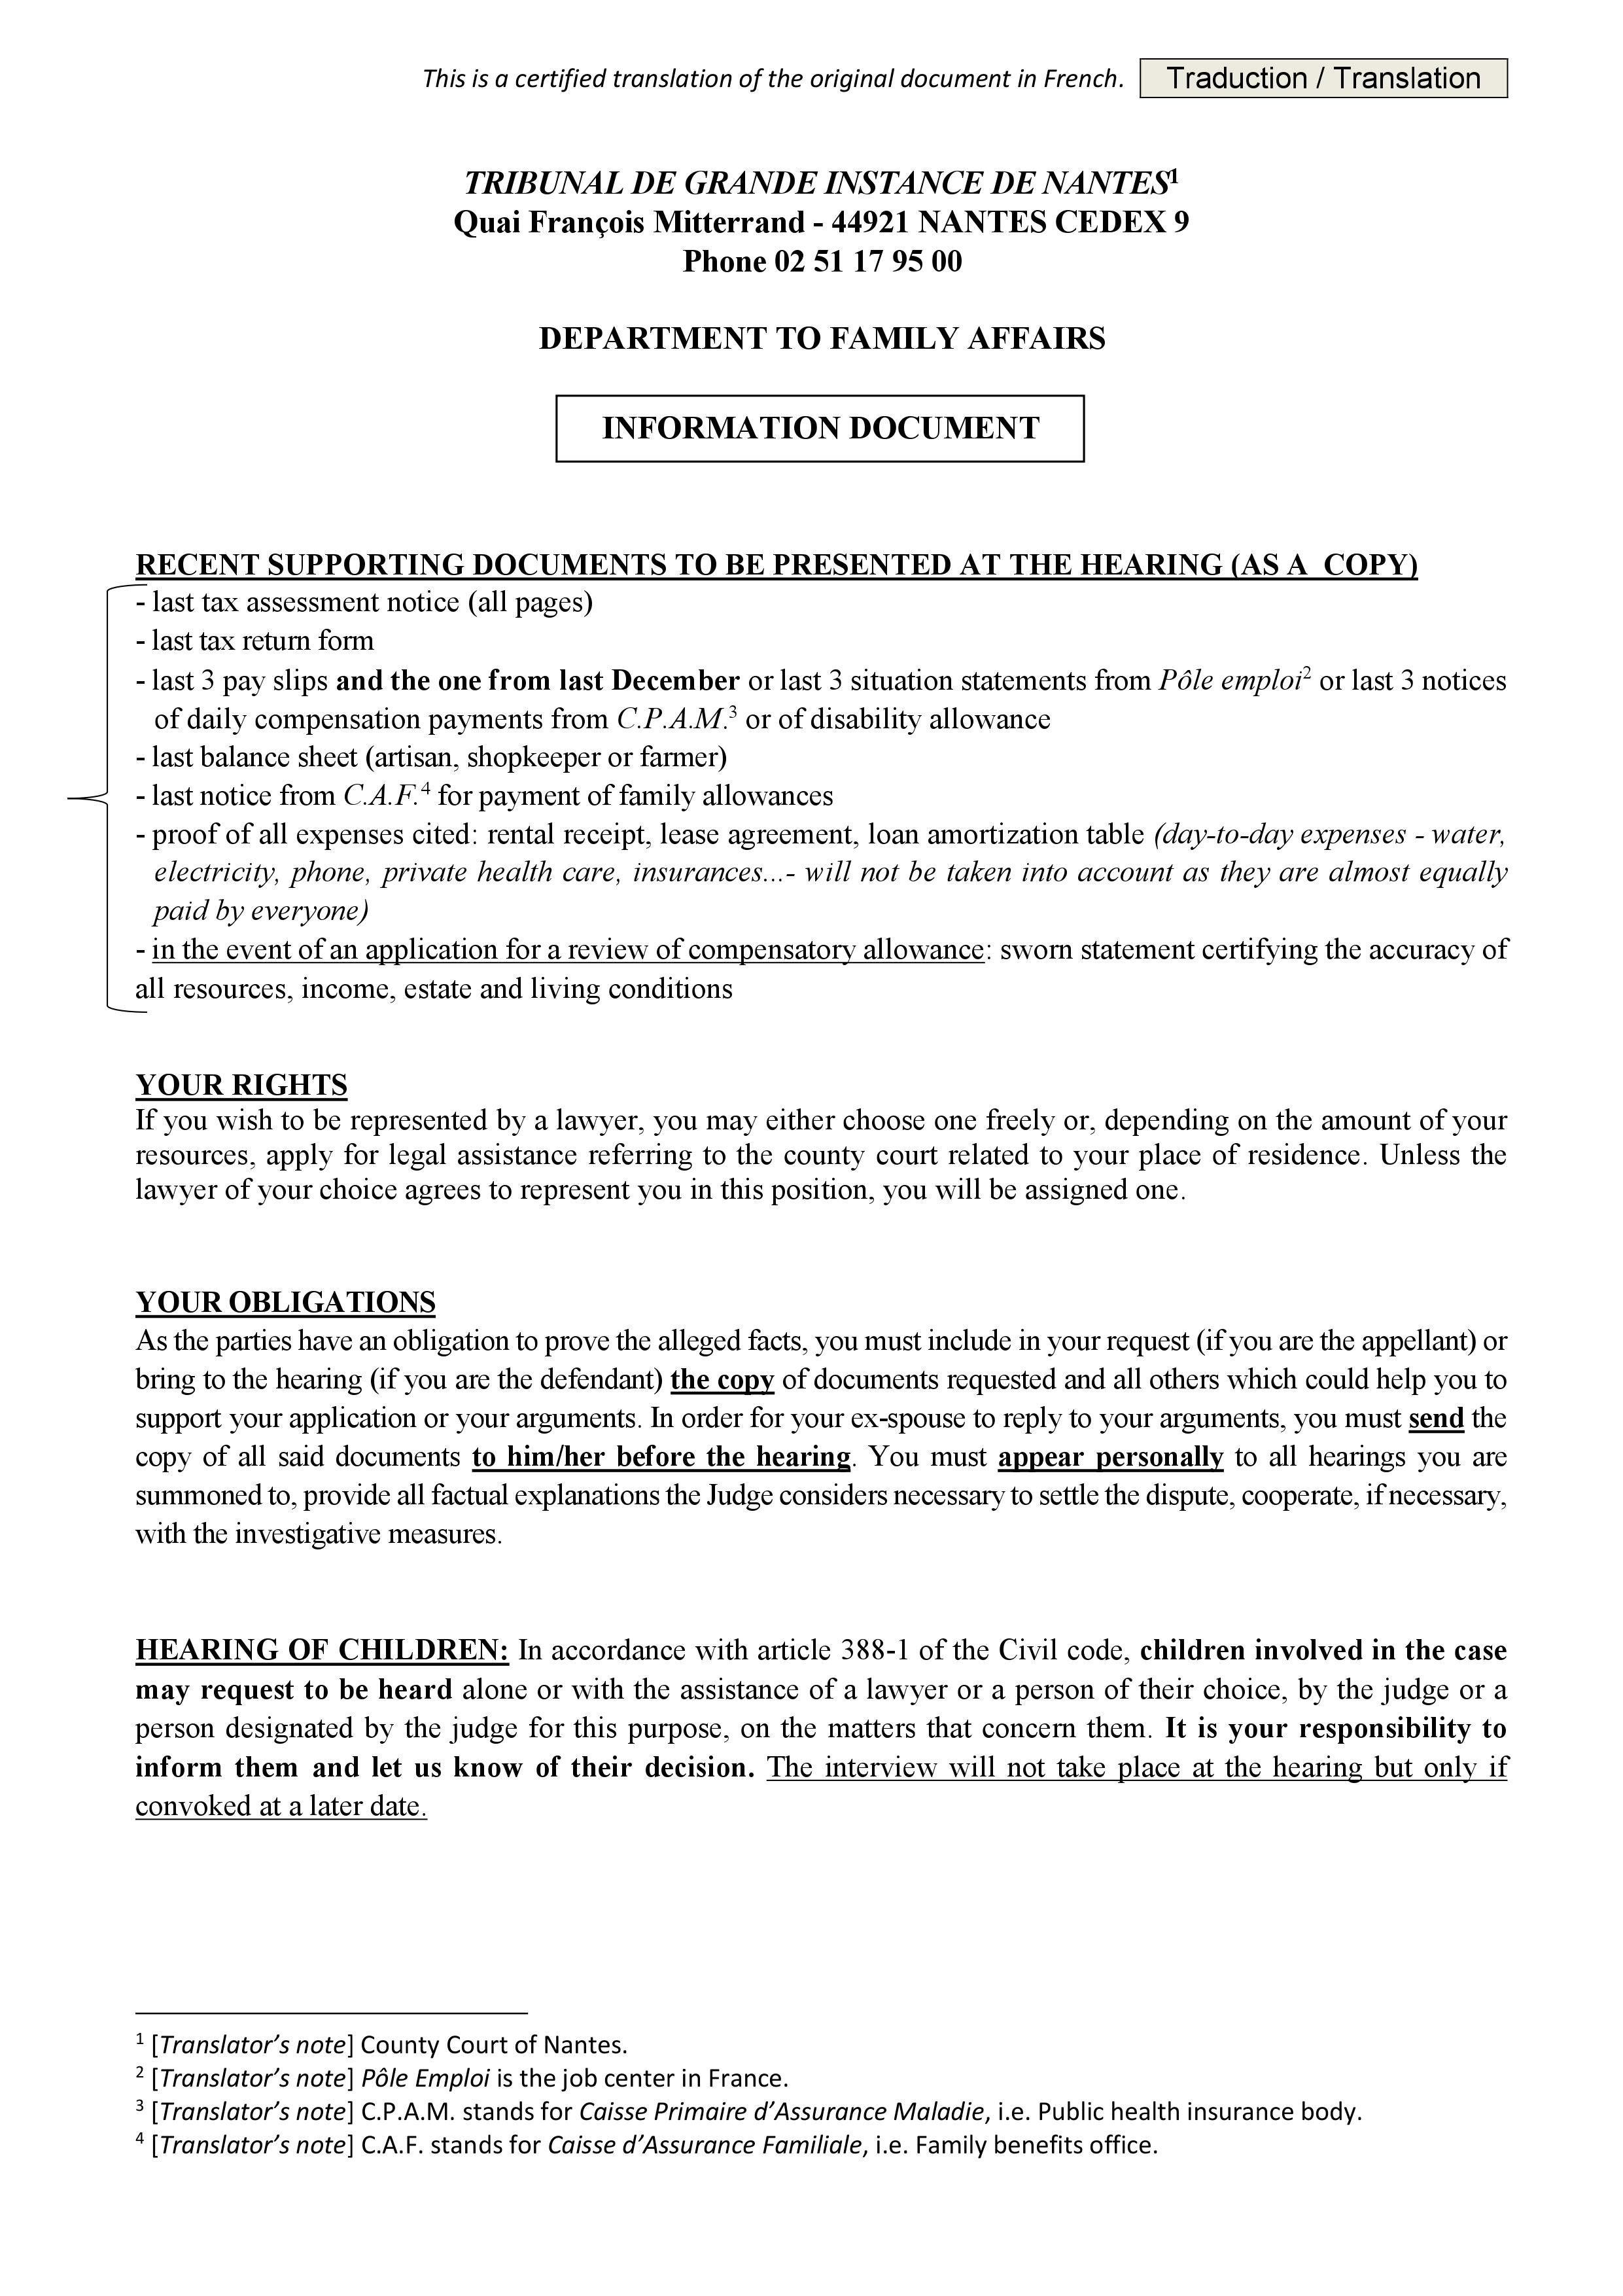 This is a certified translation of the original document in French. Traduction / Translation
TRIBUNAL DE GRANDE INSTANCE DE NANTES¹
Quai François Mitterrand - 44921 NANTES CEDEX 9
Phone 02 51 17 95 00
DEPARTMENT TO FAMILY AFFAIRS
INFORMATION DOCUMENT
RECENT SUPPORTING DOCUMENTS TO BE PRESENTED AT THE HEARING (AS A COPY)
- last tax assessment notice (all pages)
- last tax return form
- last 3 pay slips and the one from last December or last 3 situation statements from Pôle emploi² or last 3 notices
of daily compensation payments from C.P.A.M.³ or of disability allowance
- last balance sheet (artisan, shopkeeper or farmer)
- last notice from C.A.F.⁴ for payment of family allowances
- proof of all expenses cited: rental receipt, lease agreement, loan amortization table (day-to-day expenses - water,
electricity, phone, private health care, insurances...- will not be taken into account as they are almost equally
paid by everyone)
- in the event of an application for a review of compensatory allowance: sworn statement certifying the accuracy of
all resources, income, estate and living conditions
YOUR RIGHTS
If you wish to be represented by a lawyer, you may either choose one freely or, depending on the amount of your
resources, apply for legal assistance referring to the county court related to your place of residence. Unless the
lawyer of your choice agrees to represent you in this position, you will be assigned one.
YOUR OBLIGATIONS
As the parties have an obligation to prove the alleged facts, you must include in your request (if you are the appellant) or
bring to the hearing (if you are the defendant) the copy of documents requested and all others which could help you to
support your application or your arguments. In order for your ex-spouse to reply to your arguments, you must send the
copy of all said documents to him/her before the hearing. You must appear personally to all hearings you are
summoned to, provide all factual explanations the Judge considers necessary to settle the dispute, cooperate, if necessary,
with the investigative measures.
HEARING OF CHILDREN: In accordance with article 388-1 of the Civil code, children involved in the case
may request to be heard alone or with the assistance of a lawyer or a person of their choice, by the judge or a
person designated by the judge for this purpose, on the matters that concern them. It is your responsibility to
inform them and let us know of their decision. The interview will not take place at the hearing but only if
convoked at a later date.
¹ [Translator’s note] County Court of Nantes.
² [Translator’s note] Pôle Emploi is the job center in France.
³ [Translator’s note] C.P.A.M. stands for Caisse Primaire d’Assurance Maladie, i.e. Public health insurance body.
⁴ [Translator’s note] C.A.F. stands for Caisse d’Assurance Familiale, i.e. Family benefits office.